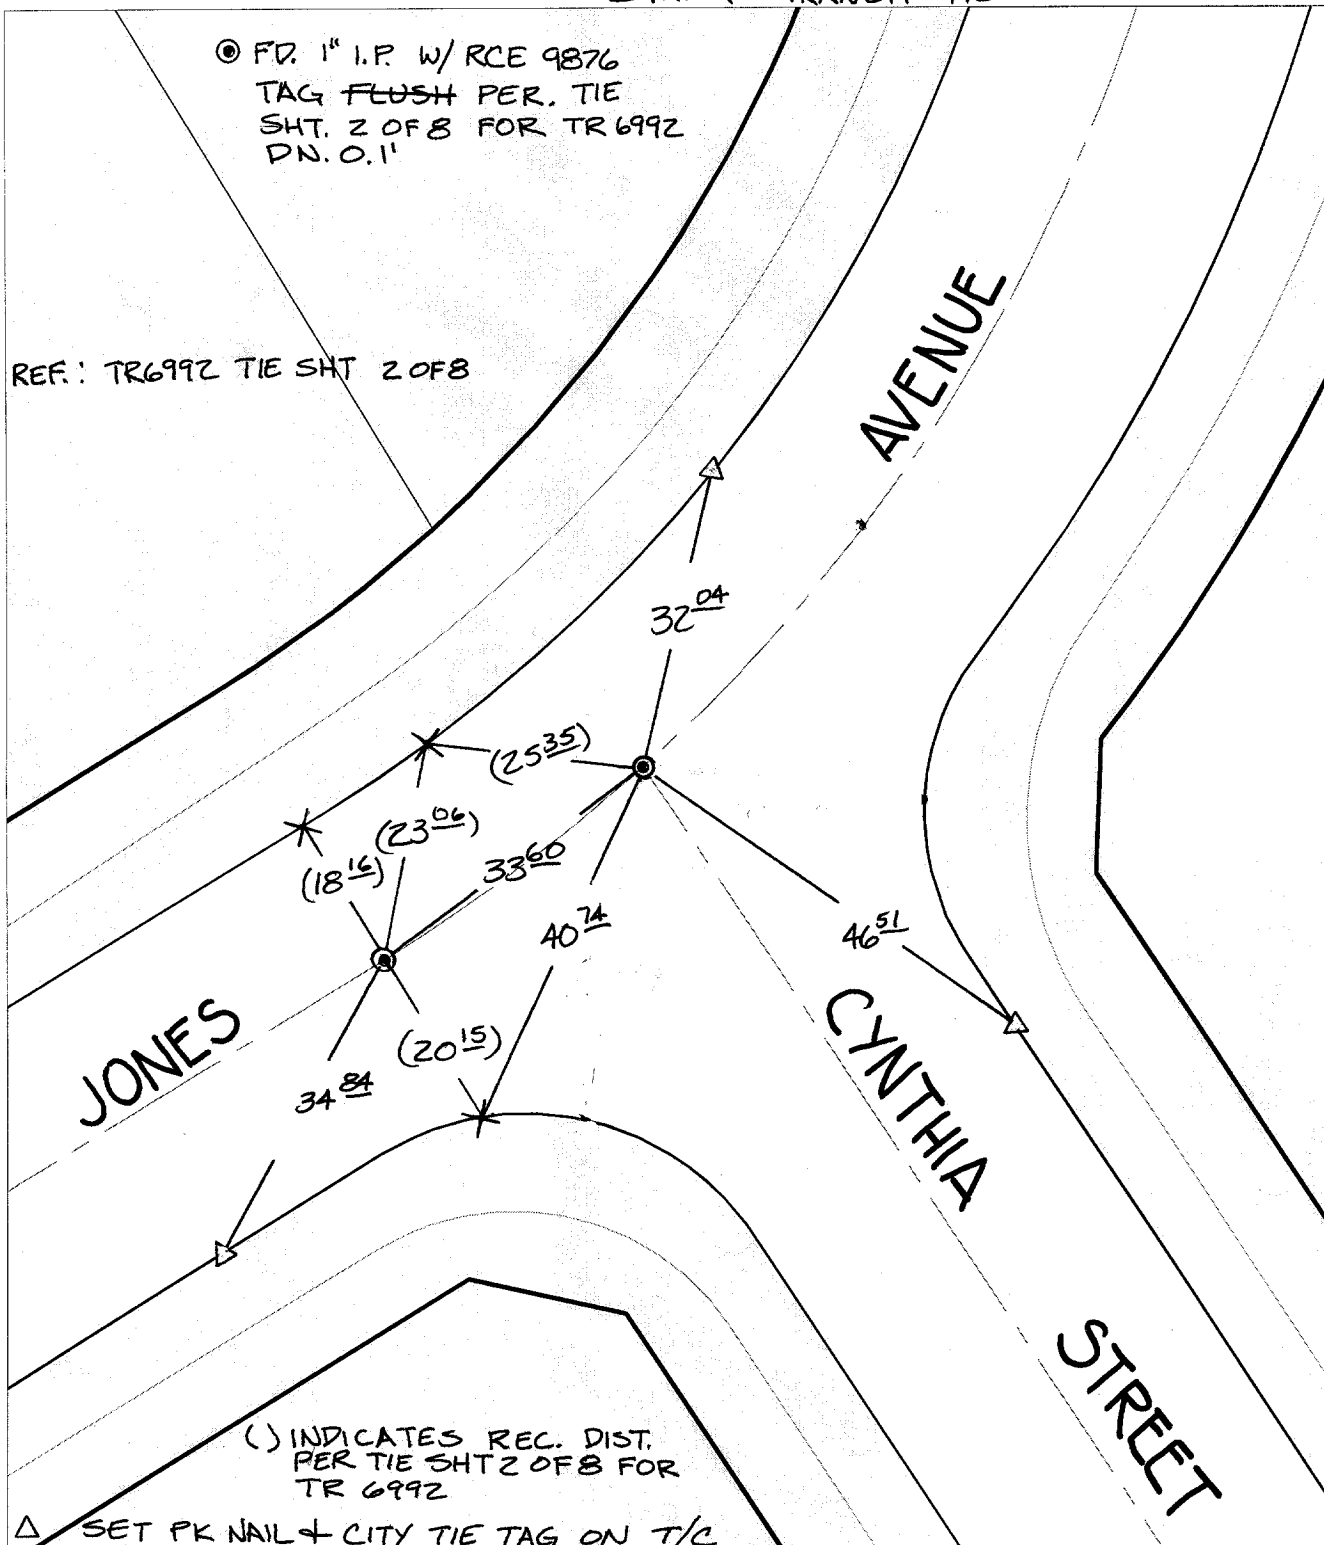 FD. 1" I.P. W/ RCE 9876
TAG FLUSH PER. TIE
SHT. 2 OF 8 FOR TR 6992
DN. 0.1'
REF.: TR6992 TIE SHT 2 OF 8
AVENUE
32 04
(25 35)
(23 06)
(18 16)
33 60
40 74
46 51
(20 15)
34 84
JONES
CYNTHIA
STREET
( ) INDICATES REC. DIST.
PER TIE SHT 2 OF 8 FOR
TR 6992
△ SET PK NAIL & CITY TIE TAG ON T/C